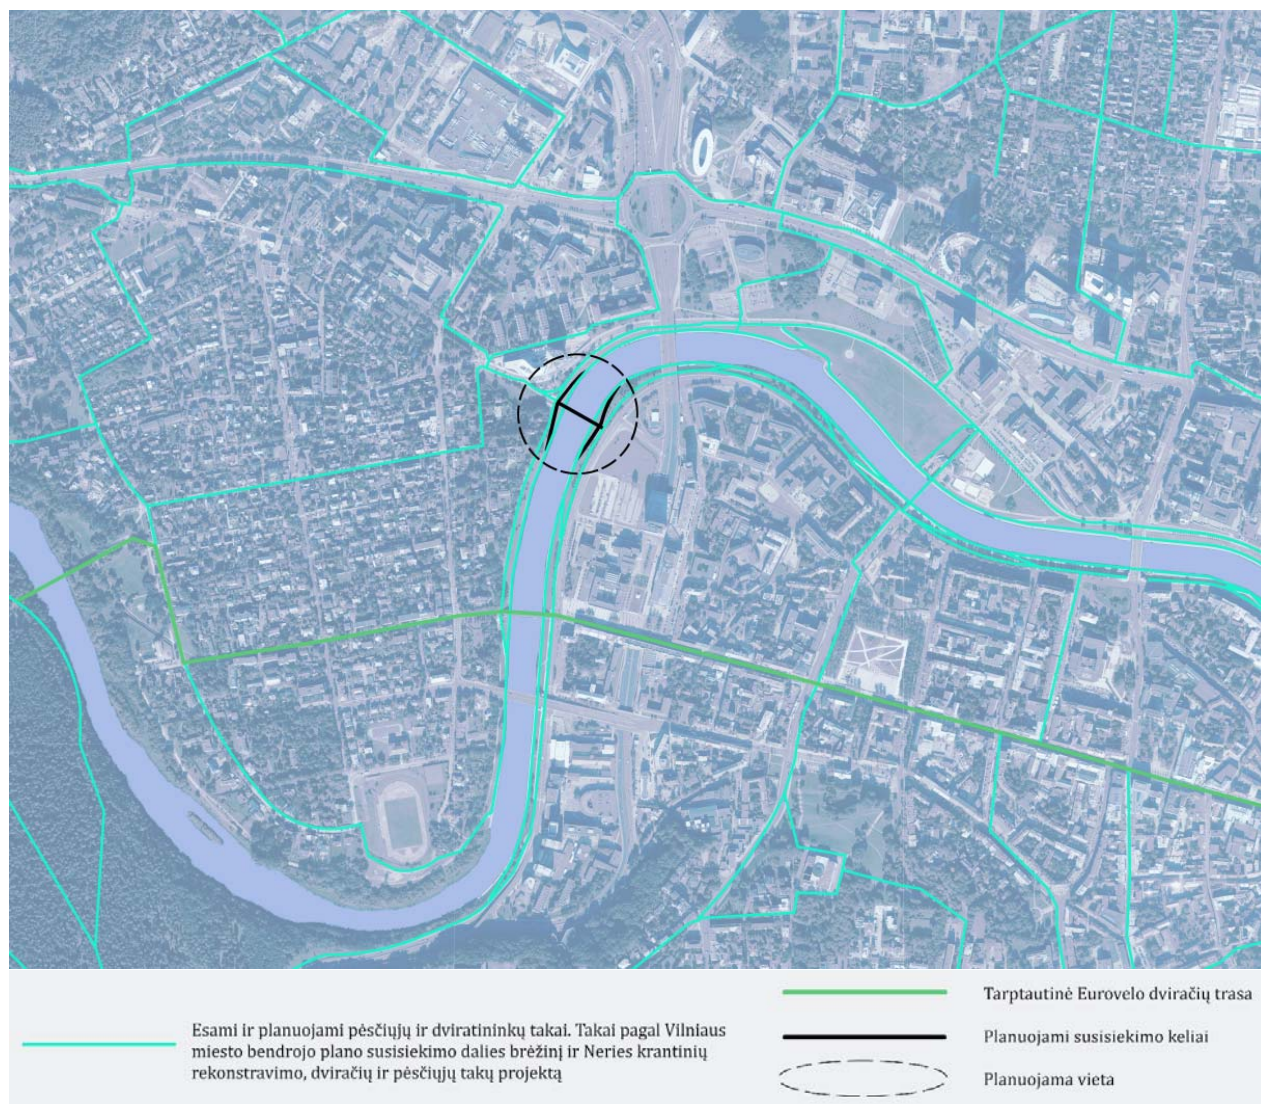 Esami ir planuojami pėsčiųjų ir dviratininkų takai. Takai pagal Vilniaus
miesto bendrojo plano susisiekimo dalies brėžinį ir Neries krantinių
rekonstravimo, dviračių ir pėsčiųjų takų projektą
Tarptautinė Eurovelo dviračių trasa
Planuojami susisiekimo keliai
Planuojama vieta